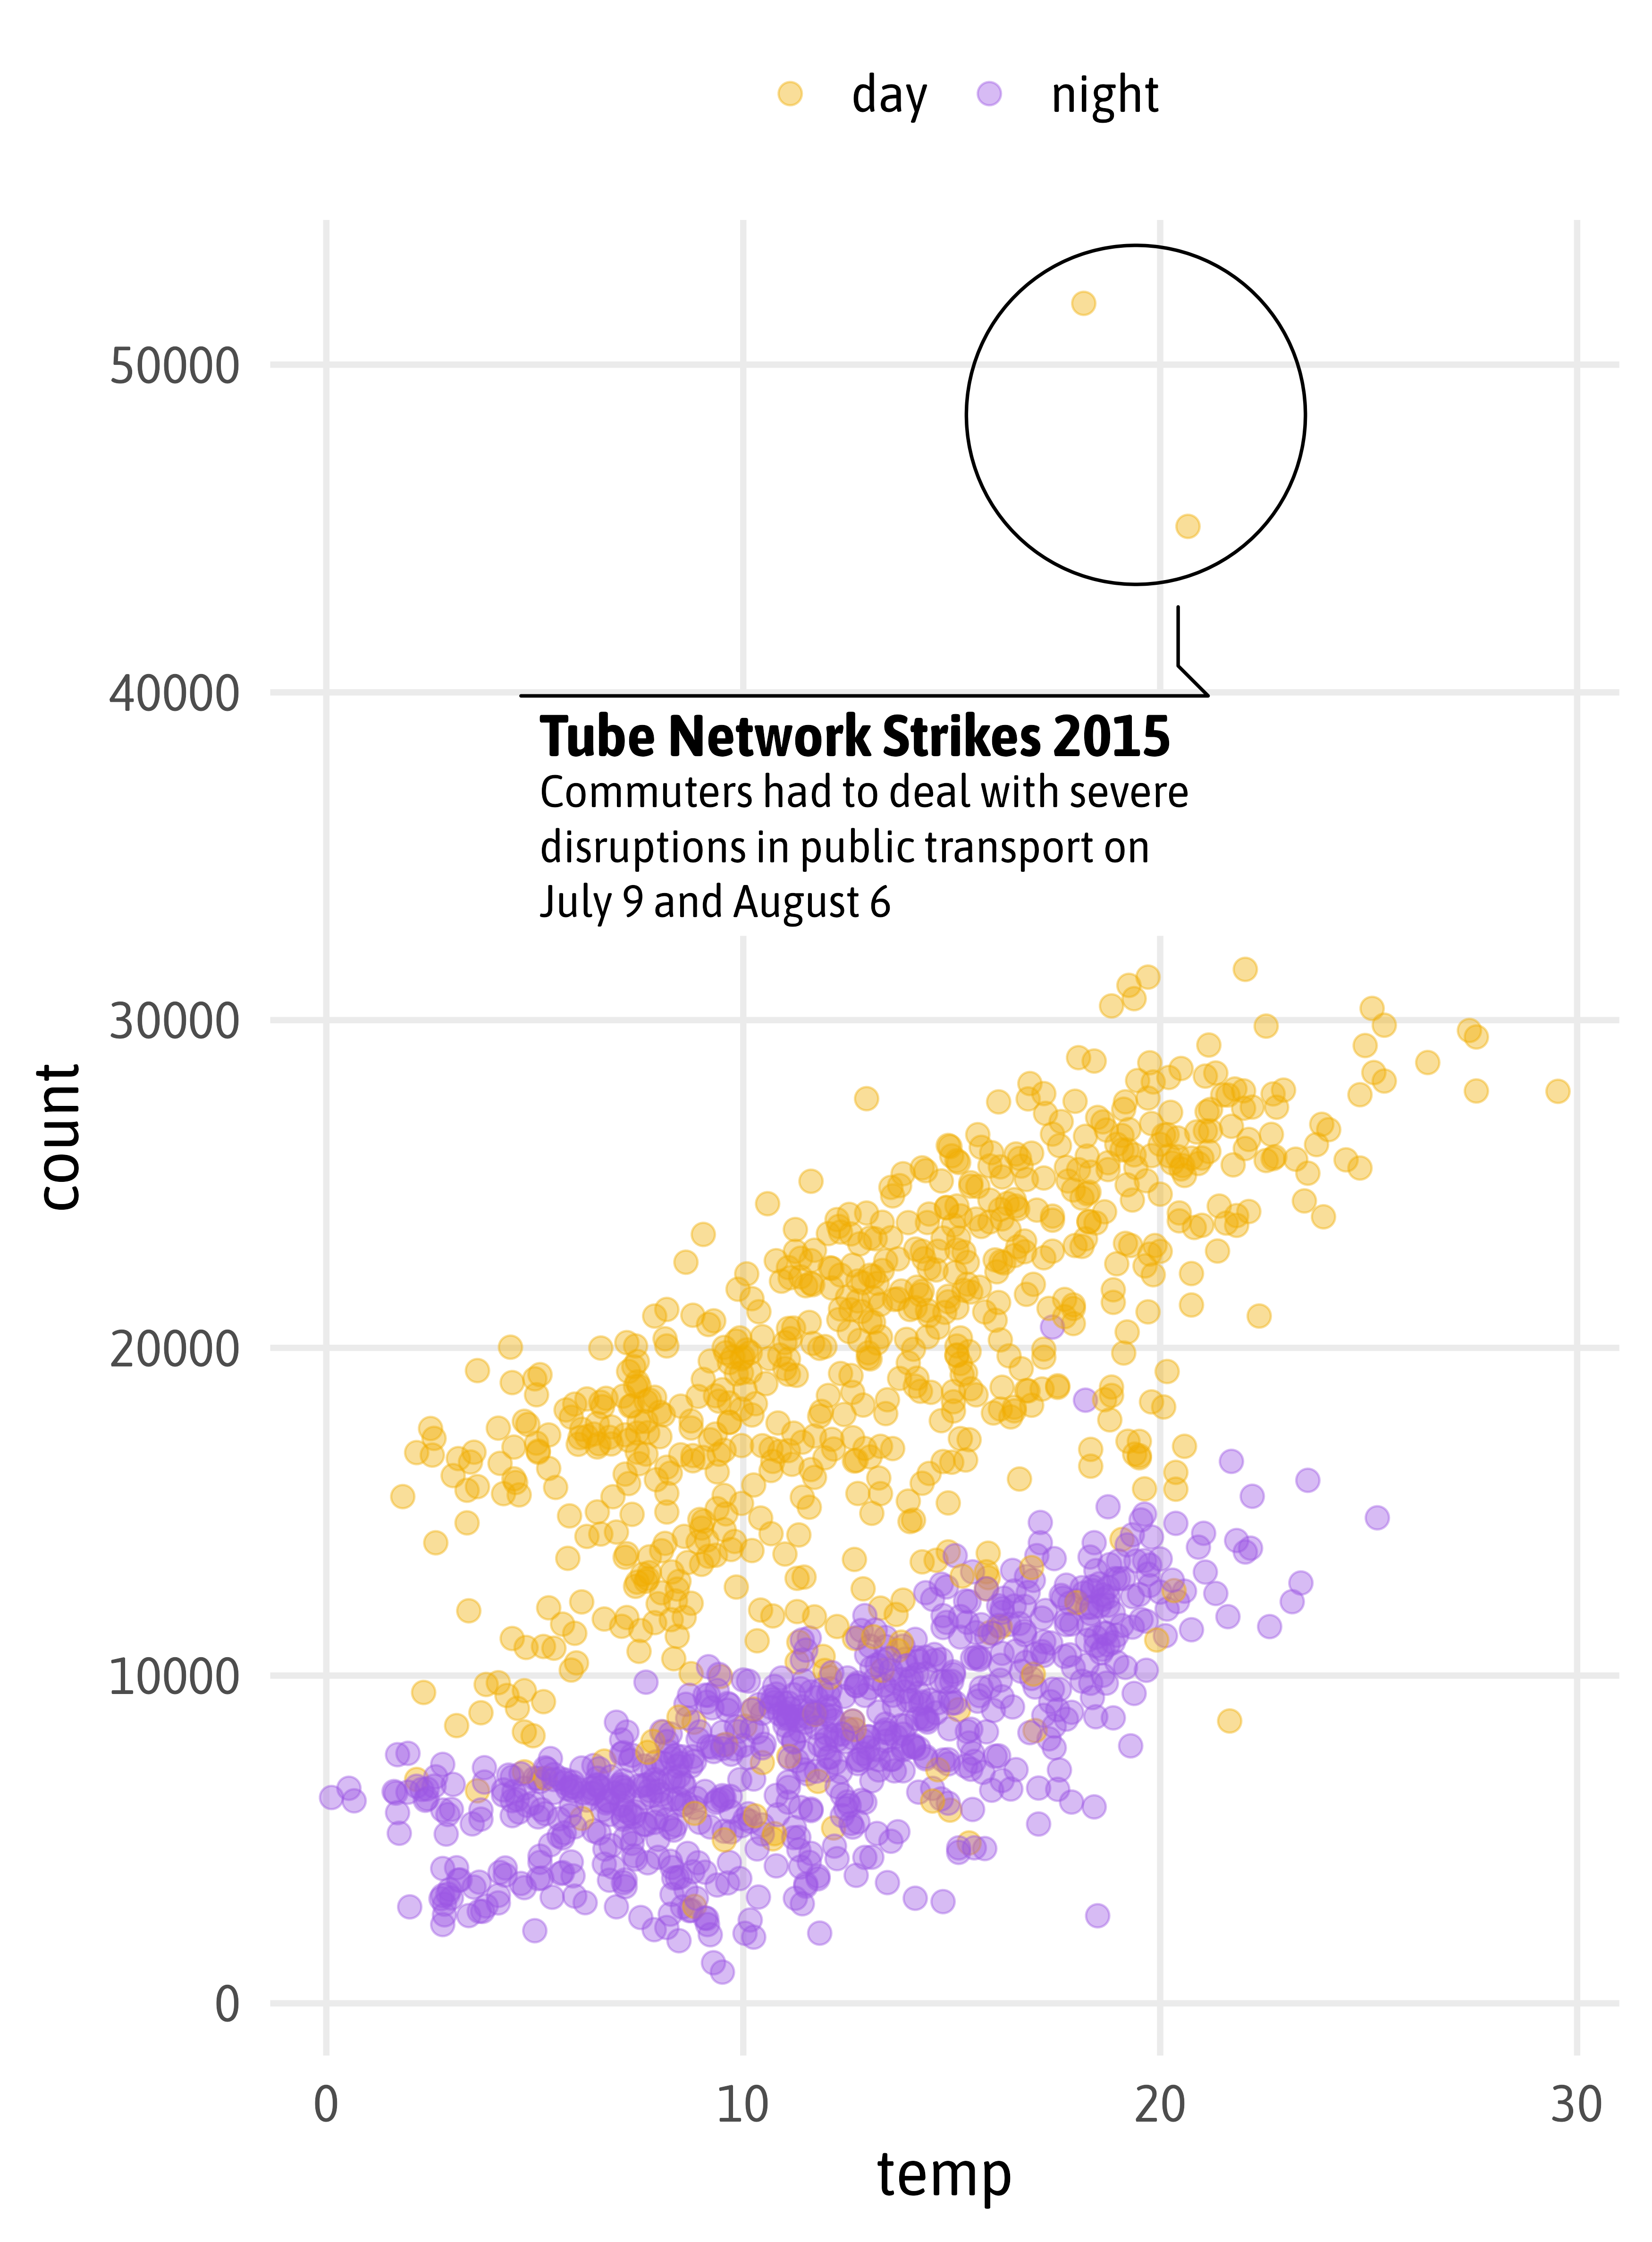 day night
50000
40000
Tube Network Strikes 2015
Commuters had to deal with severe
disruptions in public transport on
July 9 and August 6
30000
count
20000
10000
0
0 10 20 30
temp